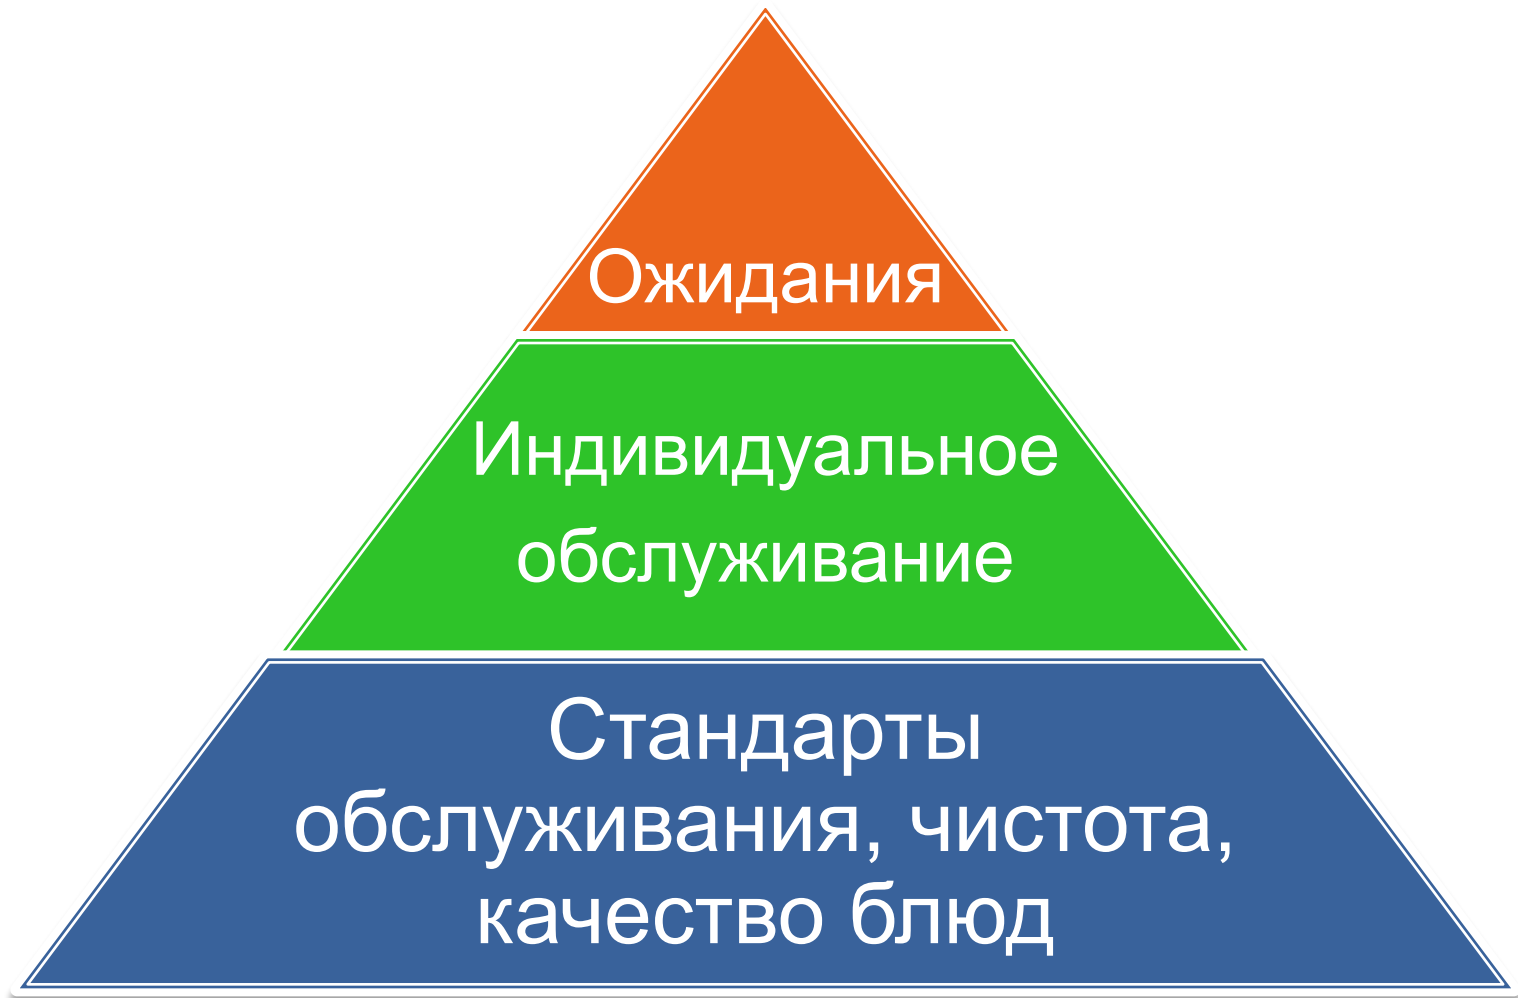 Ожидания
Индивидуальное
обслуживание
Стандарты
обслуживания, чистота,
качество блюд